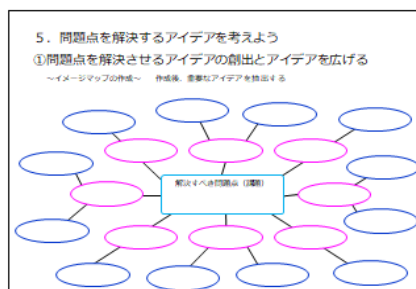 5．問題点を解決するアイデアを考えよう
①問題点を解決させるアイデアの創出とアイデアを広げる
～イメージマップの作成～　作成後、重要なアイデアを抽出する
解決すべき問題点（課題）